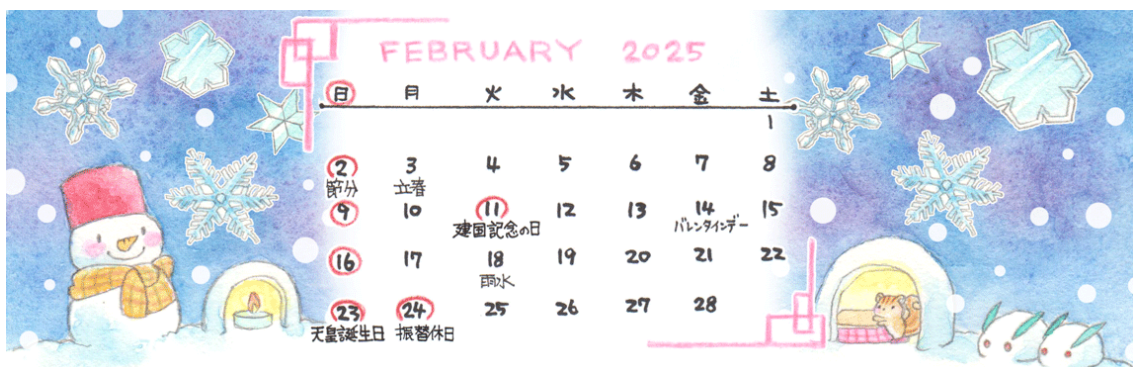 FEBRUARY 2025
日 月 火 水 木 金 土
1
2 3 4 5 6 7 8
節分 立春
9 10 11 12 13 14 15
建国記念の日 バレンタインデー
16 17 18 19 20 21 22
雨水
23 24 25 26 27 28
天皇誕生日 振替休日